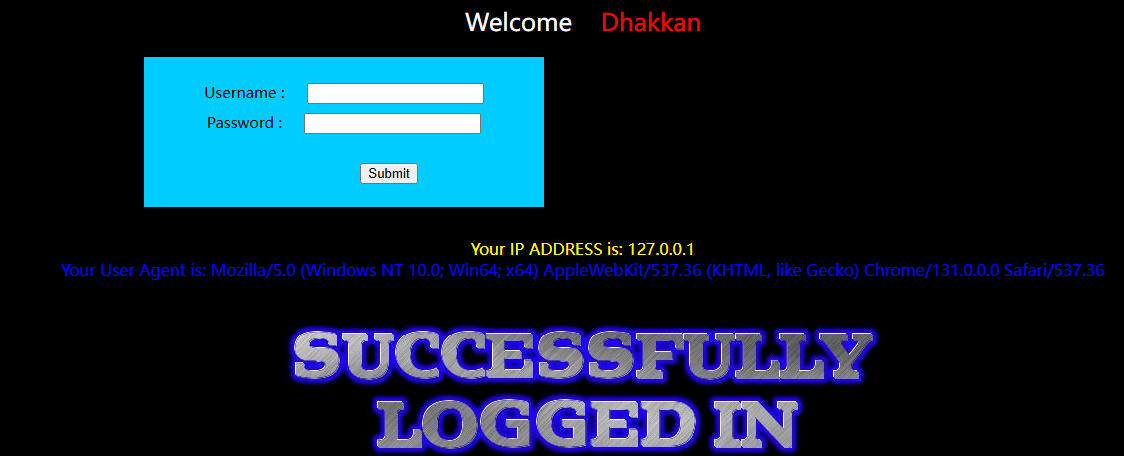 Welcome Dhakkan
Username :
Password :
Submit
Your IP ADDRESS is: 127.0.0.1
Your User Agent is: Mozilla/5.0 (Windows NT 10.0; Win64; x64) AppleWebKit/537.36 (KHTML, like Gecko) Chrome/131.0.0.0 Safari/537.36
SUCCESSFULLY
LOGGED IN